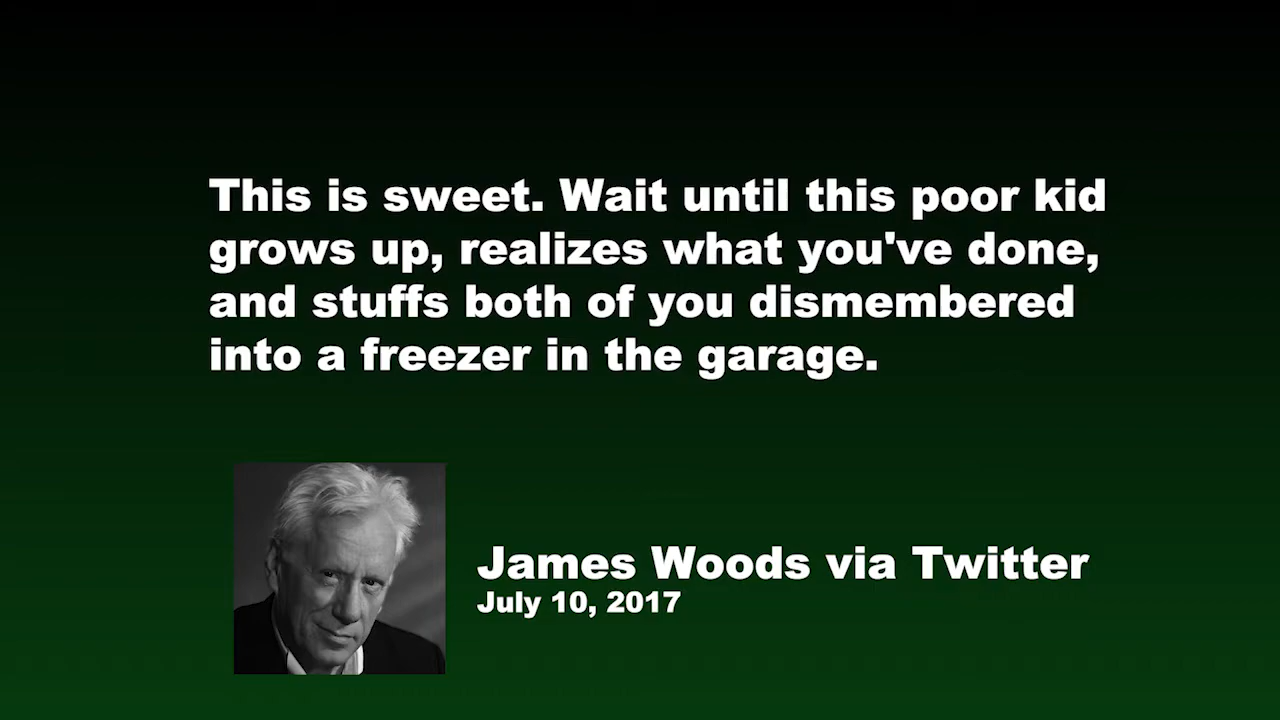 This is sweet. Wait until this poor kid
grows up, realizes what you've done,
and stuffs both of you dismembered
into a freezer in the garage.
James Woods via Twitter
July 10, 2017